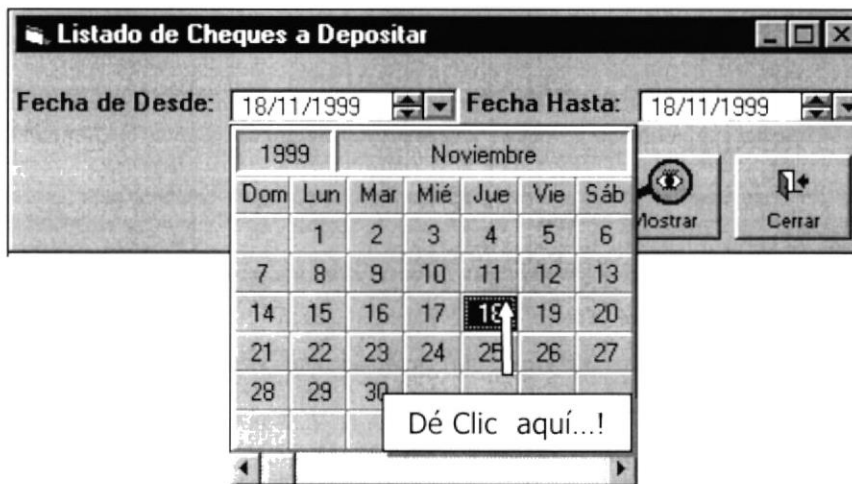 Listado de Cheques a Depositar
Fecha de Desde: 18/11/1999 Fecha Hasta: 18/11/1999
1999 Noviembre
Dom Lun Mar Mié Jue Vie Sáb
1 2 3 4 5 6
7 8 9 10 11 12 13
14 15 16 17 18 19 20
21 22 23 24 25 26 27
28 29 30
Mostrar Cerrar
Dé Clic aquí...!